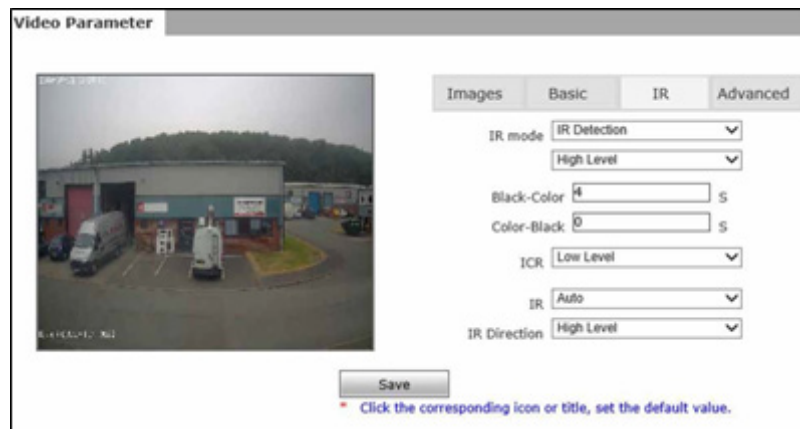 Video Parameter
Images Basic IR Advanced
IR mode IR Detection
High Level
Black-Color 4 S
Color-Black 0 S
ICR Low Level
IR Auto
IR Direction High Level
Save
* Click the corresponding icon or title, set the default value.